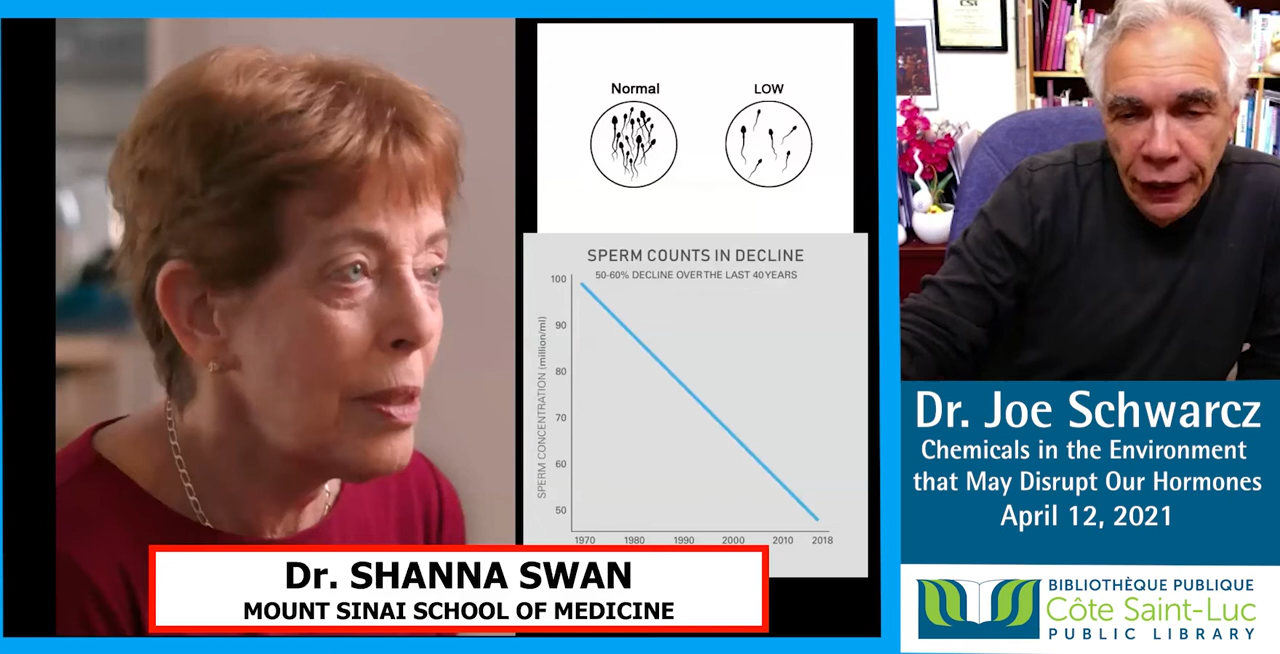 Normal
LOW
SPERM COUNTS IN DECLINE
50-60% DECLINE OVER THE LAST 40 YEARS
SPERM CONCENTRATION (million/ml)
100
90
80
70
60
50
1970 1980 1990 2000 2010 2018
Dr. SHANNA SWAN
MOUNT SINAI SCHOOL OF MEDICINE
CSI
Dr. Joe Schwarcz
Chemicals in the Environment
that May Disrupt Our Hormones
April 12, 2021
BIBLIOTHÈQUE PUBLIQUE
Côte Saint-Luc
PUBLIC LIBRARY